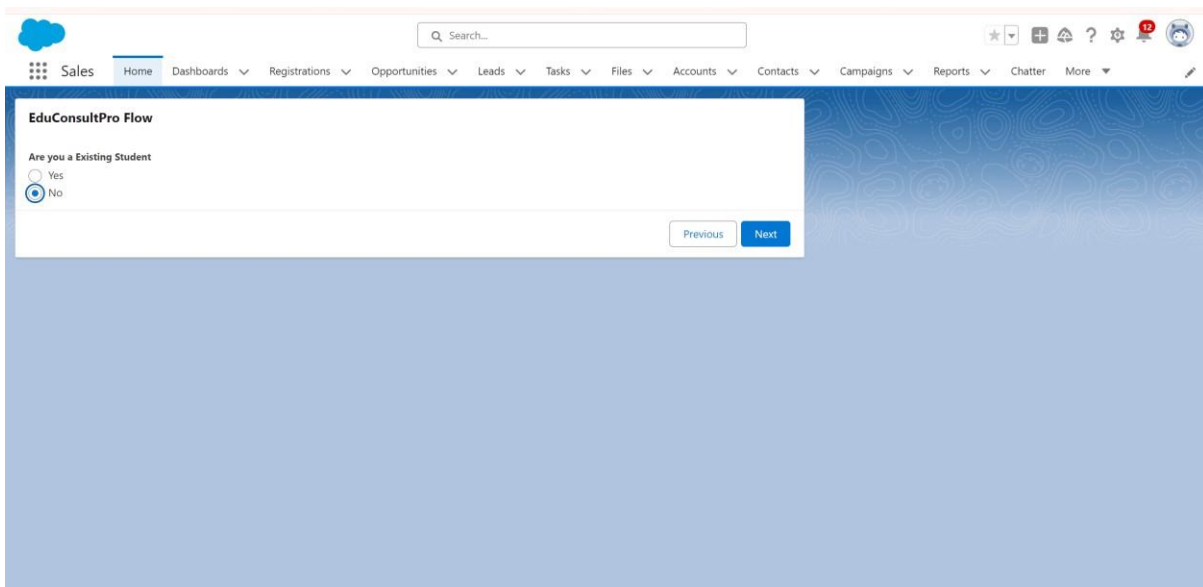 Search...
12
Sales Home Dashboards Registrations Opportunities Leads Tasks Files Accounts Contacts Campaigns Reports Chatter More
EduConsultPro Flow
Are you a Existing Student
Yes
No
Previous Next